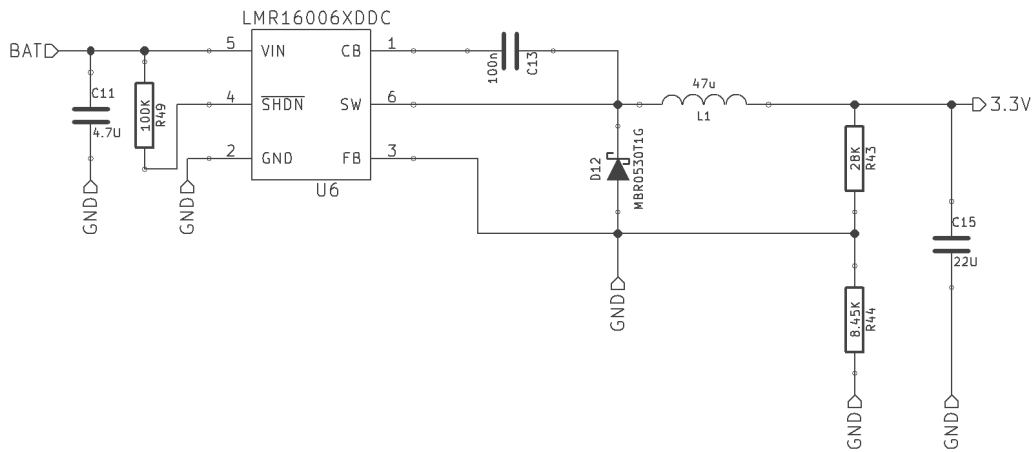 LMR16006XDDC
BAT
5 VIN CB 1
100n C13
C11
4.7U
100K R49
4 SHDN SW 6
47u
L1
3.3V
2 GND FB 3
U6
D12 MBR0530T1G
28K R43
C15
22U
GND GND
GND
8.45K R44
GND GND